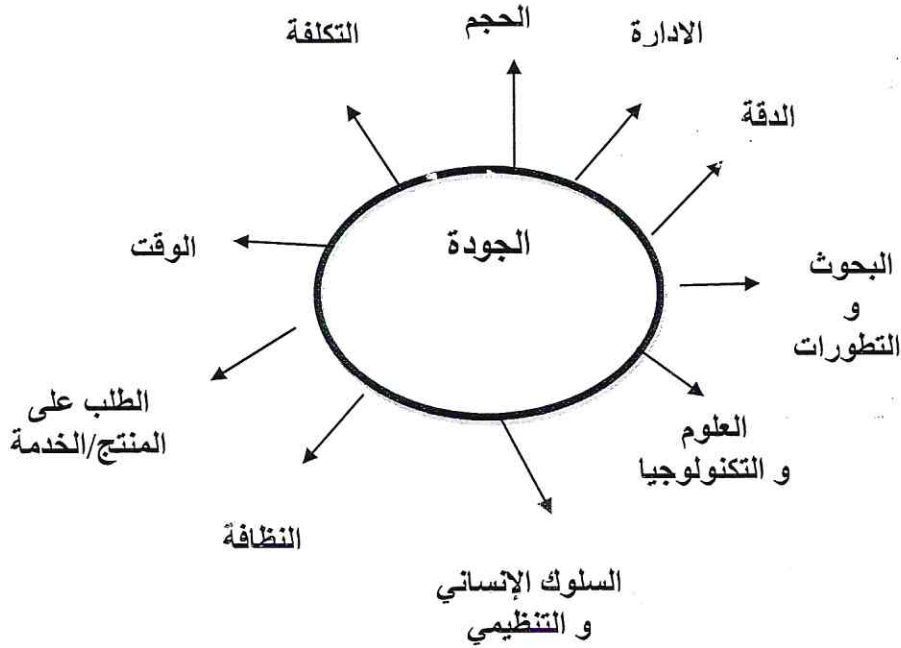 الحجم
الادارة
التكلفة
الدقة
الجودة
الوقت
البحوث
و
التطورات
الطلب على
المنتج/الخدمة
العلوم
و التكنولوجيا
النظافة
السلوك الإنساني
و التنظيمي